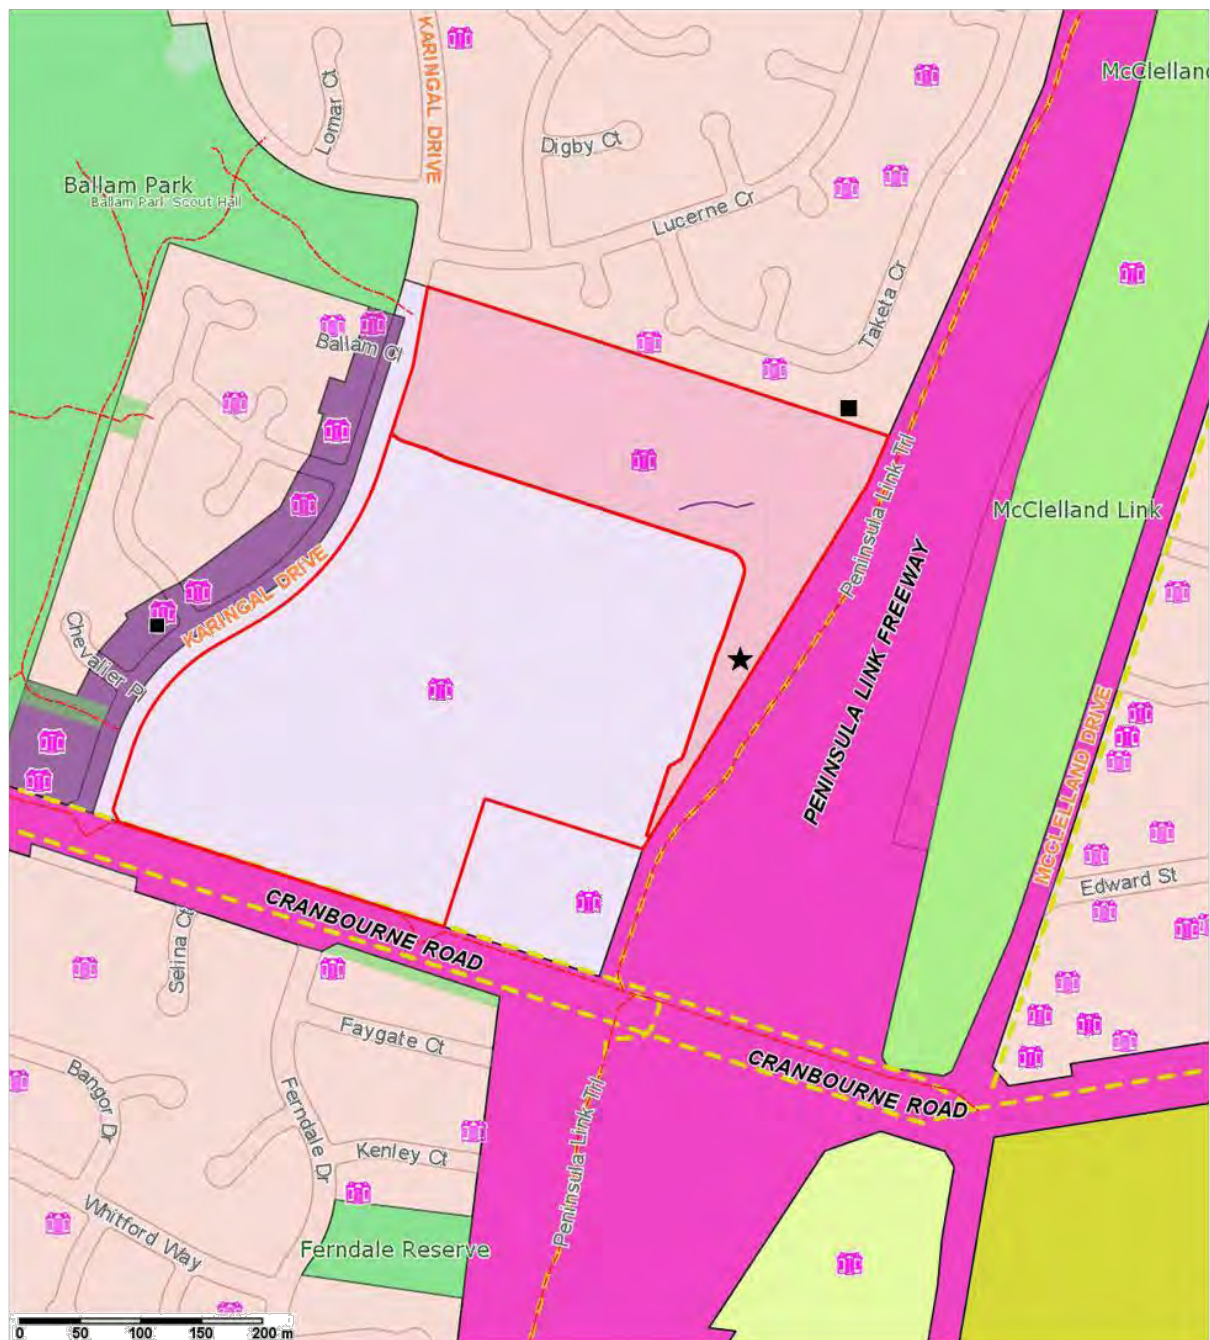 KARINGAL DRIVE
McClelland
Lomar Ct
Digby Ct
Ballam Park
Ballam Park Scout Hall
Lucerne Cr
Taketa Cr
Ballam Cl
Peninsula Link Trl
McClelland Link
KARINGAL DRIVE
PENINSULA LINK FREEWAY
Chevalier Pl
MCCLELLAND DRIVE
Edward St
CRANBOURNE ROAD
Selina Ct
Faygate Ct
CRANBOURNE ROAD
Bangor Dr
Ferndale Dr
Peninsula Link Trl
Kenley Ct
Whitford Way
Ferndale Reserve
0 50 100 150 200 m